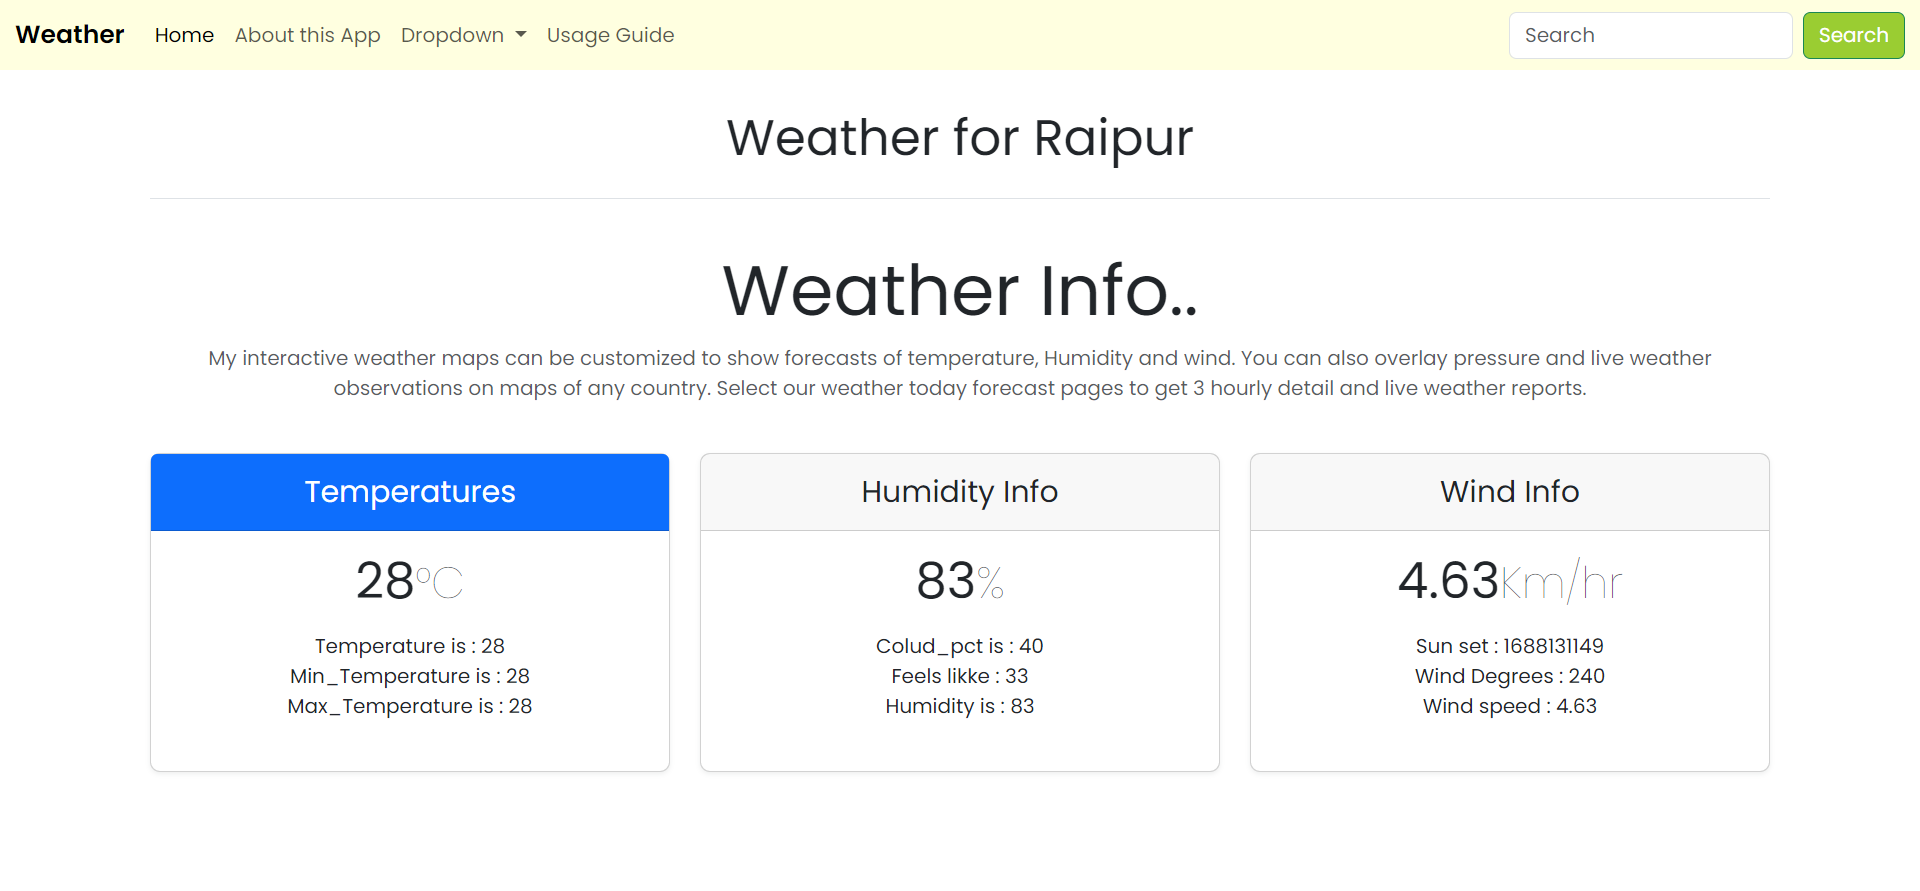 Weather Home About this App Dropdown Usage Guide Search Search
Weather for Raipur
Weather Info..
My interactive weather maps can be customized to show forecasts of temperature, Humidity and wind. You can also overlay pressure and live weather
observations on maps of any country. Select our weather today forecast pages to get 3 hourly detail and live weather reports.
Temperatures
28°C
Temperature is : 28
Min_Temperature is : 28
Max_Temperature is : 28
Humidity Info
83%
Colud_pct is : 40
Feels likke : 33
Humidity is : 83
Wind Info
4.63Km/hr
Sun set : 1688131149
Wind Degrees : 240
Wind speed : 4.63